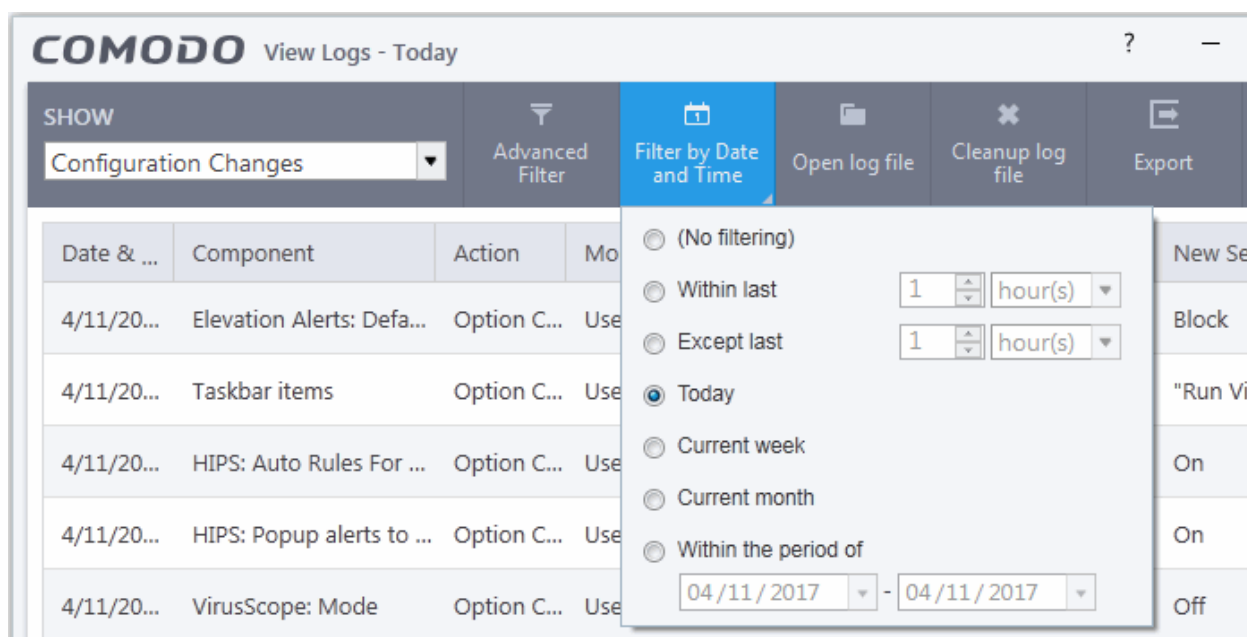 COMODO View Logs - Today ?
SHOW
Configuration Changes
Advanced
Filter
Filter by Date
and Time
Open log file
Cleanup log
file
Export
Date & ... Component Action Mo New Se
(No filtering)
Within last 1 hour(s)
Except last 1 hour(s)
Today
Current week
Current month
Within the period of
04/11/2017 - 04/11/2017
4/11/20... Elevation Alerts: Defa... Option C... Use Block
4/11/20... Taskbar items Option C... Use "Run Vi
4/11/20... HIPS: Auto Rules For ... Option C... Use On
4/11/20... HIPS: Popup alerts to ... Option C... Use On
4/11/20... VirusScope: Mode Option C... Use Off